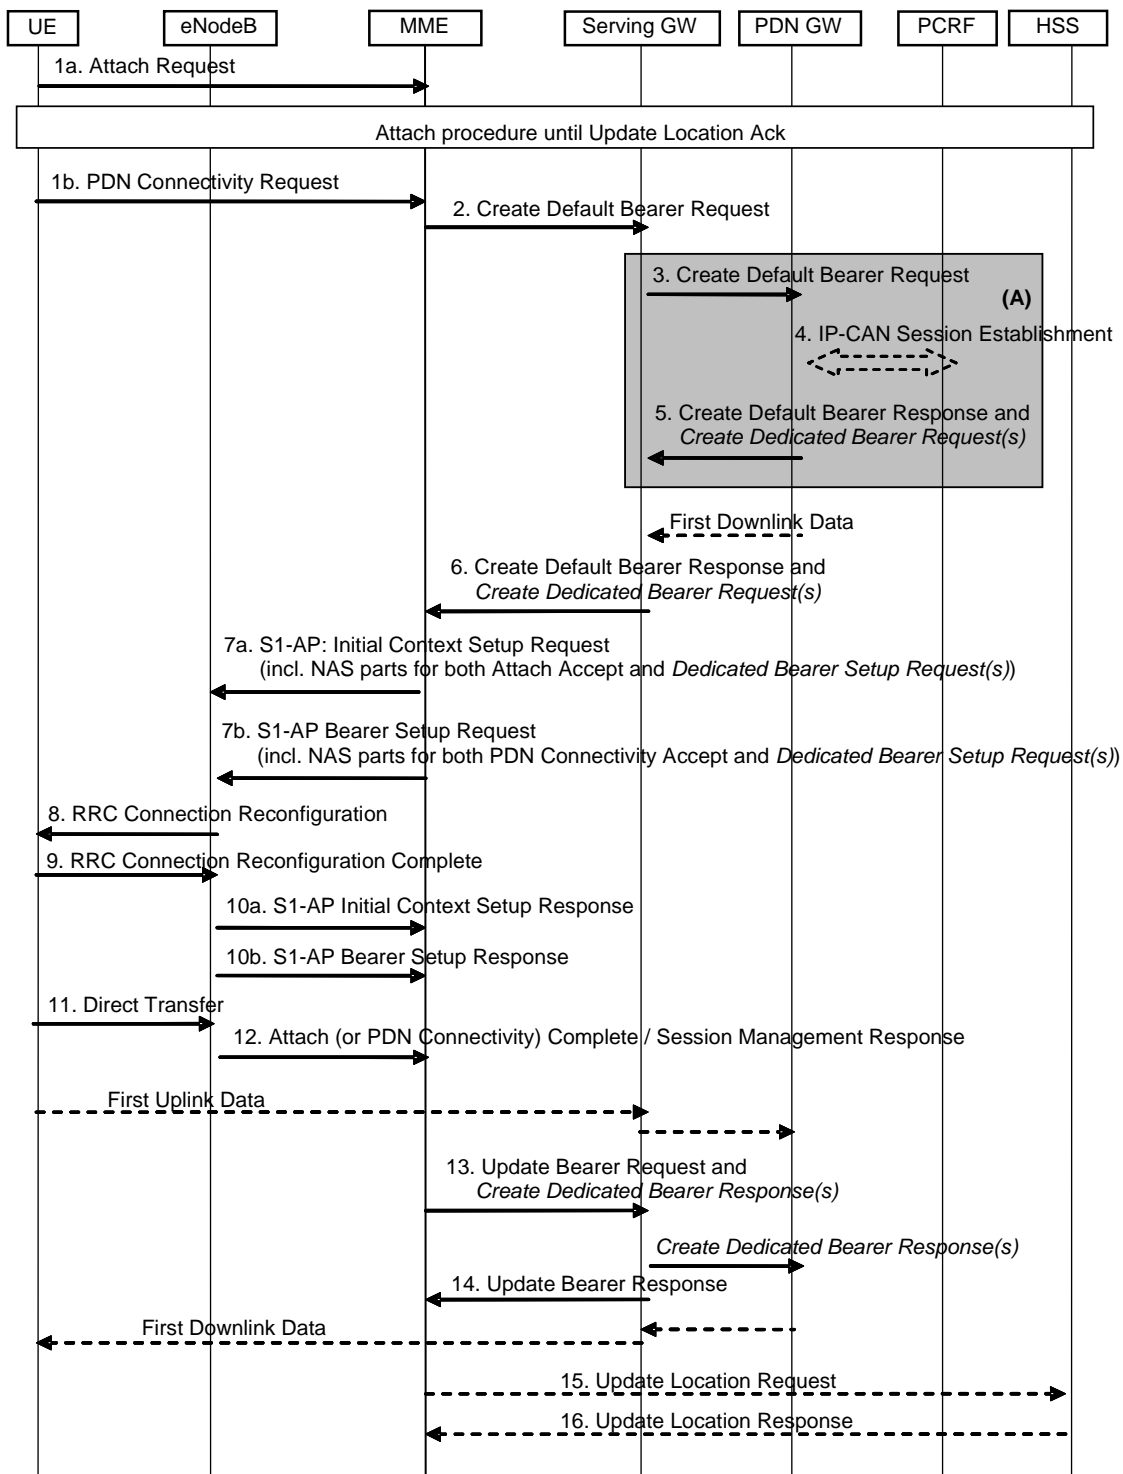 UE eNodeB MME Serving GW PDN GW PCRF HSS
1a. Attach Request
Attach procedure until Update Location Ack
1b. PDN Connectivity Request
2. Create Default Bearer Request
3. Create Default Bearer Request
(A)
4. IP-CAN Session Establishment
5. Create Default Bearer Response and
Create Dedicated Bearer Request(s)
First Downlink Data
6. Create Default Bearer Response and
Create Dedicated Bearer Request(s)
7a. S1-AP: Initial Context Setup Request
(incl. NAS parts for both Attach Accept and Dedicated Bearer Setup Request(s))
7b. S1-AP Bearer Setup Request
(incl. NAS parts for both PDN Connectivity Accept and Dedicated Bearer Setup Request(s))
8. RRC Connection Reconfiguration
9. RRC Connection Reconfiguration Complete
10a. S1-AP Initial Context Setup Response
10b. S1-AP Bearer Setup Response
11. Direct Transfer
12. Attach (or PDN Connectivity) Complete / Session Management Response
First Uplink Data
13. Update Bearer Request and
Create Dedicated Bearer Response(s)
Create Dedicated Bearer Response(s)
14. Update Bearer Response
First Downlink Data
15. Update Location Request
16. Update Location Response